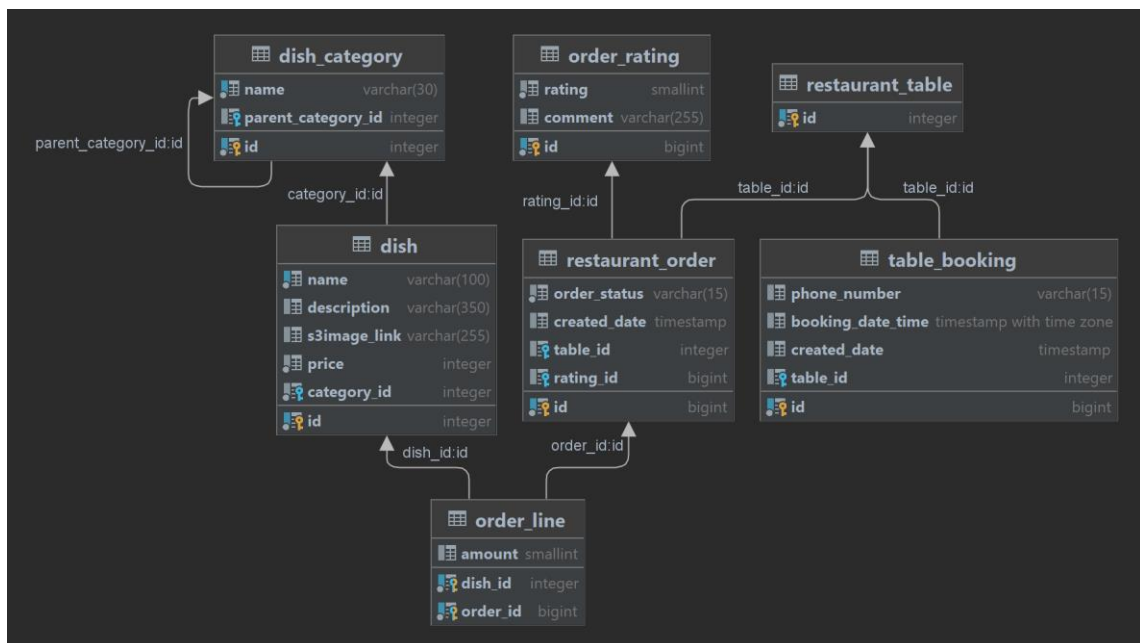 dish_category
name varchar(30)
parent_category_id integer
id integer
parent_category_id:id
order_rating
rating smallint
comment varchar(255)
id bigint
restaurant_table
id integer
category_id:id
rating_id:id
table_id:id
table_id:id
dish
name varchar(100)
description varchar(350)
s3image_link varchar(255)
price integer
category_id integer
id integer
restaurant_order
order_status varchar(15)
created_date timestamp
table_id integer
rating_id bigint
id bigint
table_booking
phone_number varchar(15)
booking_date_time timestamp with time zone
created_date timestamp
table_id integer
id bigint
dish_id:id
order_id:id
order_line
amount smallint
dish_id integer
order_id bigint